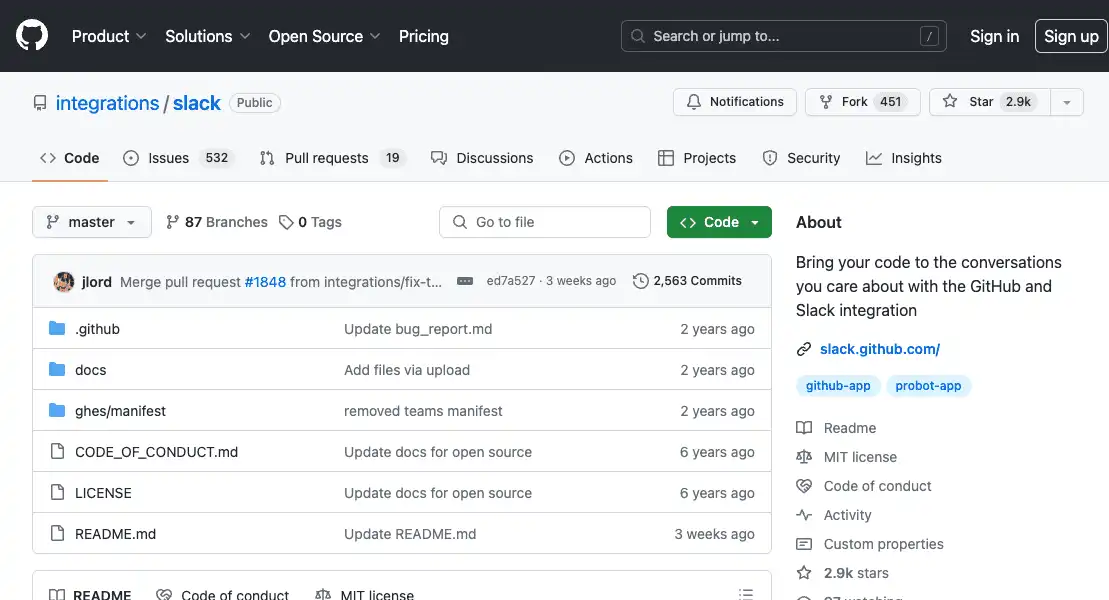 Product Solutions Open Source Pricing Search or jump to... / Sign in Sign up
integrations / slack Public Notifications Fork 451 Star 2.9k
Code Issues 532 Pull requests 19 Discussions Actions Projects Security Insights
master 87 Branches 0 Tags Go to file Code
jlord Merge pull request #1848 from integrations/fix-t... ed7a527 · 3 weeks ago 2,563 Commits
.github Update bug_report.md 2 years ago
docs Add files via upload 2 years ago
ghes/manifest removed teams manifest 2 years ago
CODE_OF_CONDUCT.md Update docs for open source 6 years ago
LICENSE Update docs for open source 6 years ago
README.md Update README.md 3 weeks ago
README Code of conduct MIT license
About
Bring your code to the conversations
you care about with the GitHub and
Slack integration
slack.github.com/
github-app probot-app
Readme
MIT license
Code of conduct
Activity
Custom properties
2.9k stars